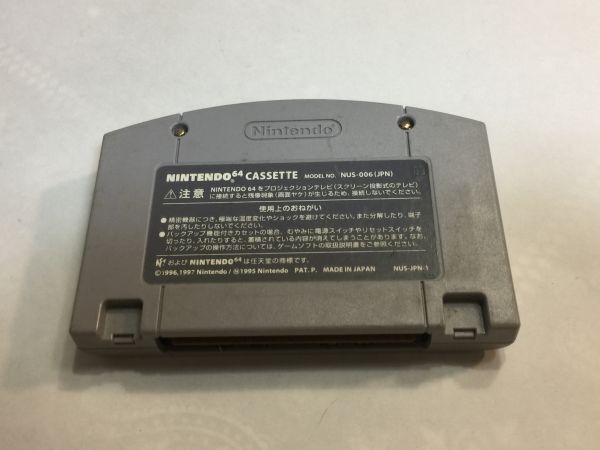 Nintendo
NINTENDO64 CASSETTE MODEL NO. NUS-006(JPN)
⚠注意 NINTENDO 64 をプロジェクションテレビ(スクリーン投影式のテレビ)
に接続すると残像現象(画面ヤケ)が生じるため、接続しないでください。
使用上のおねがい
●精密機器につき、極端な温度変化やショックを避けてください。また分解したり、端子
部を汚したりしないでください。
●バックアップ機能付きカセットの場合、むやみに電源スイッチやリセットスイッチを
切ったり、入れたりすると、蓄積されている内容が消えてしまうことがあります。なお、
バックアップの操作方法については、ゲームソフトの取扱説明書をご参照ください。
および NINTENDO64 は任天堂の商標です。
©1996,1997 Nintendo / Ⓜ1995 Nintendo PAT. P. MADE IN JAPAN NUS-JPN-1